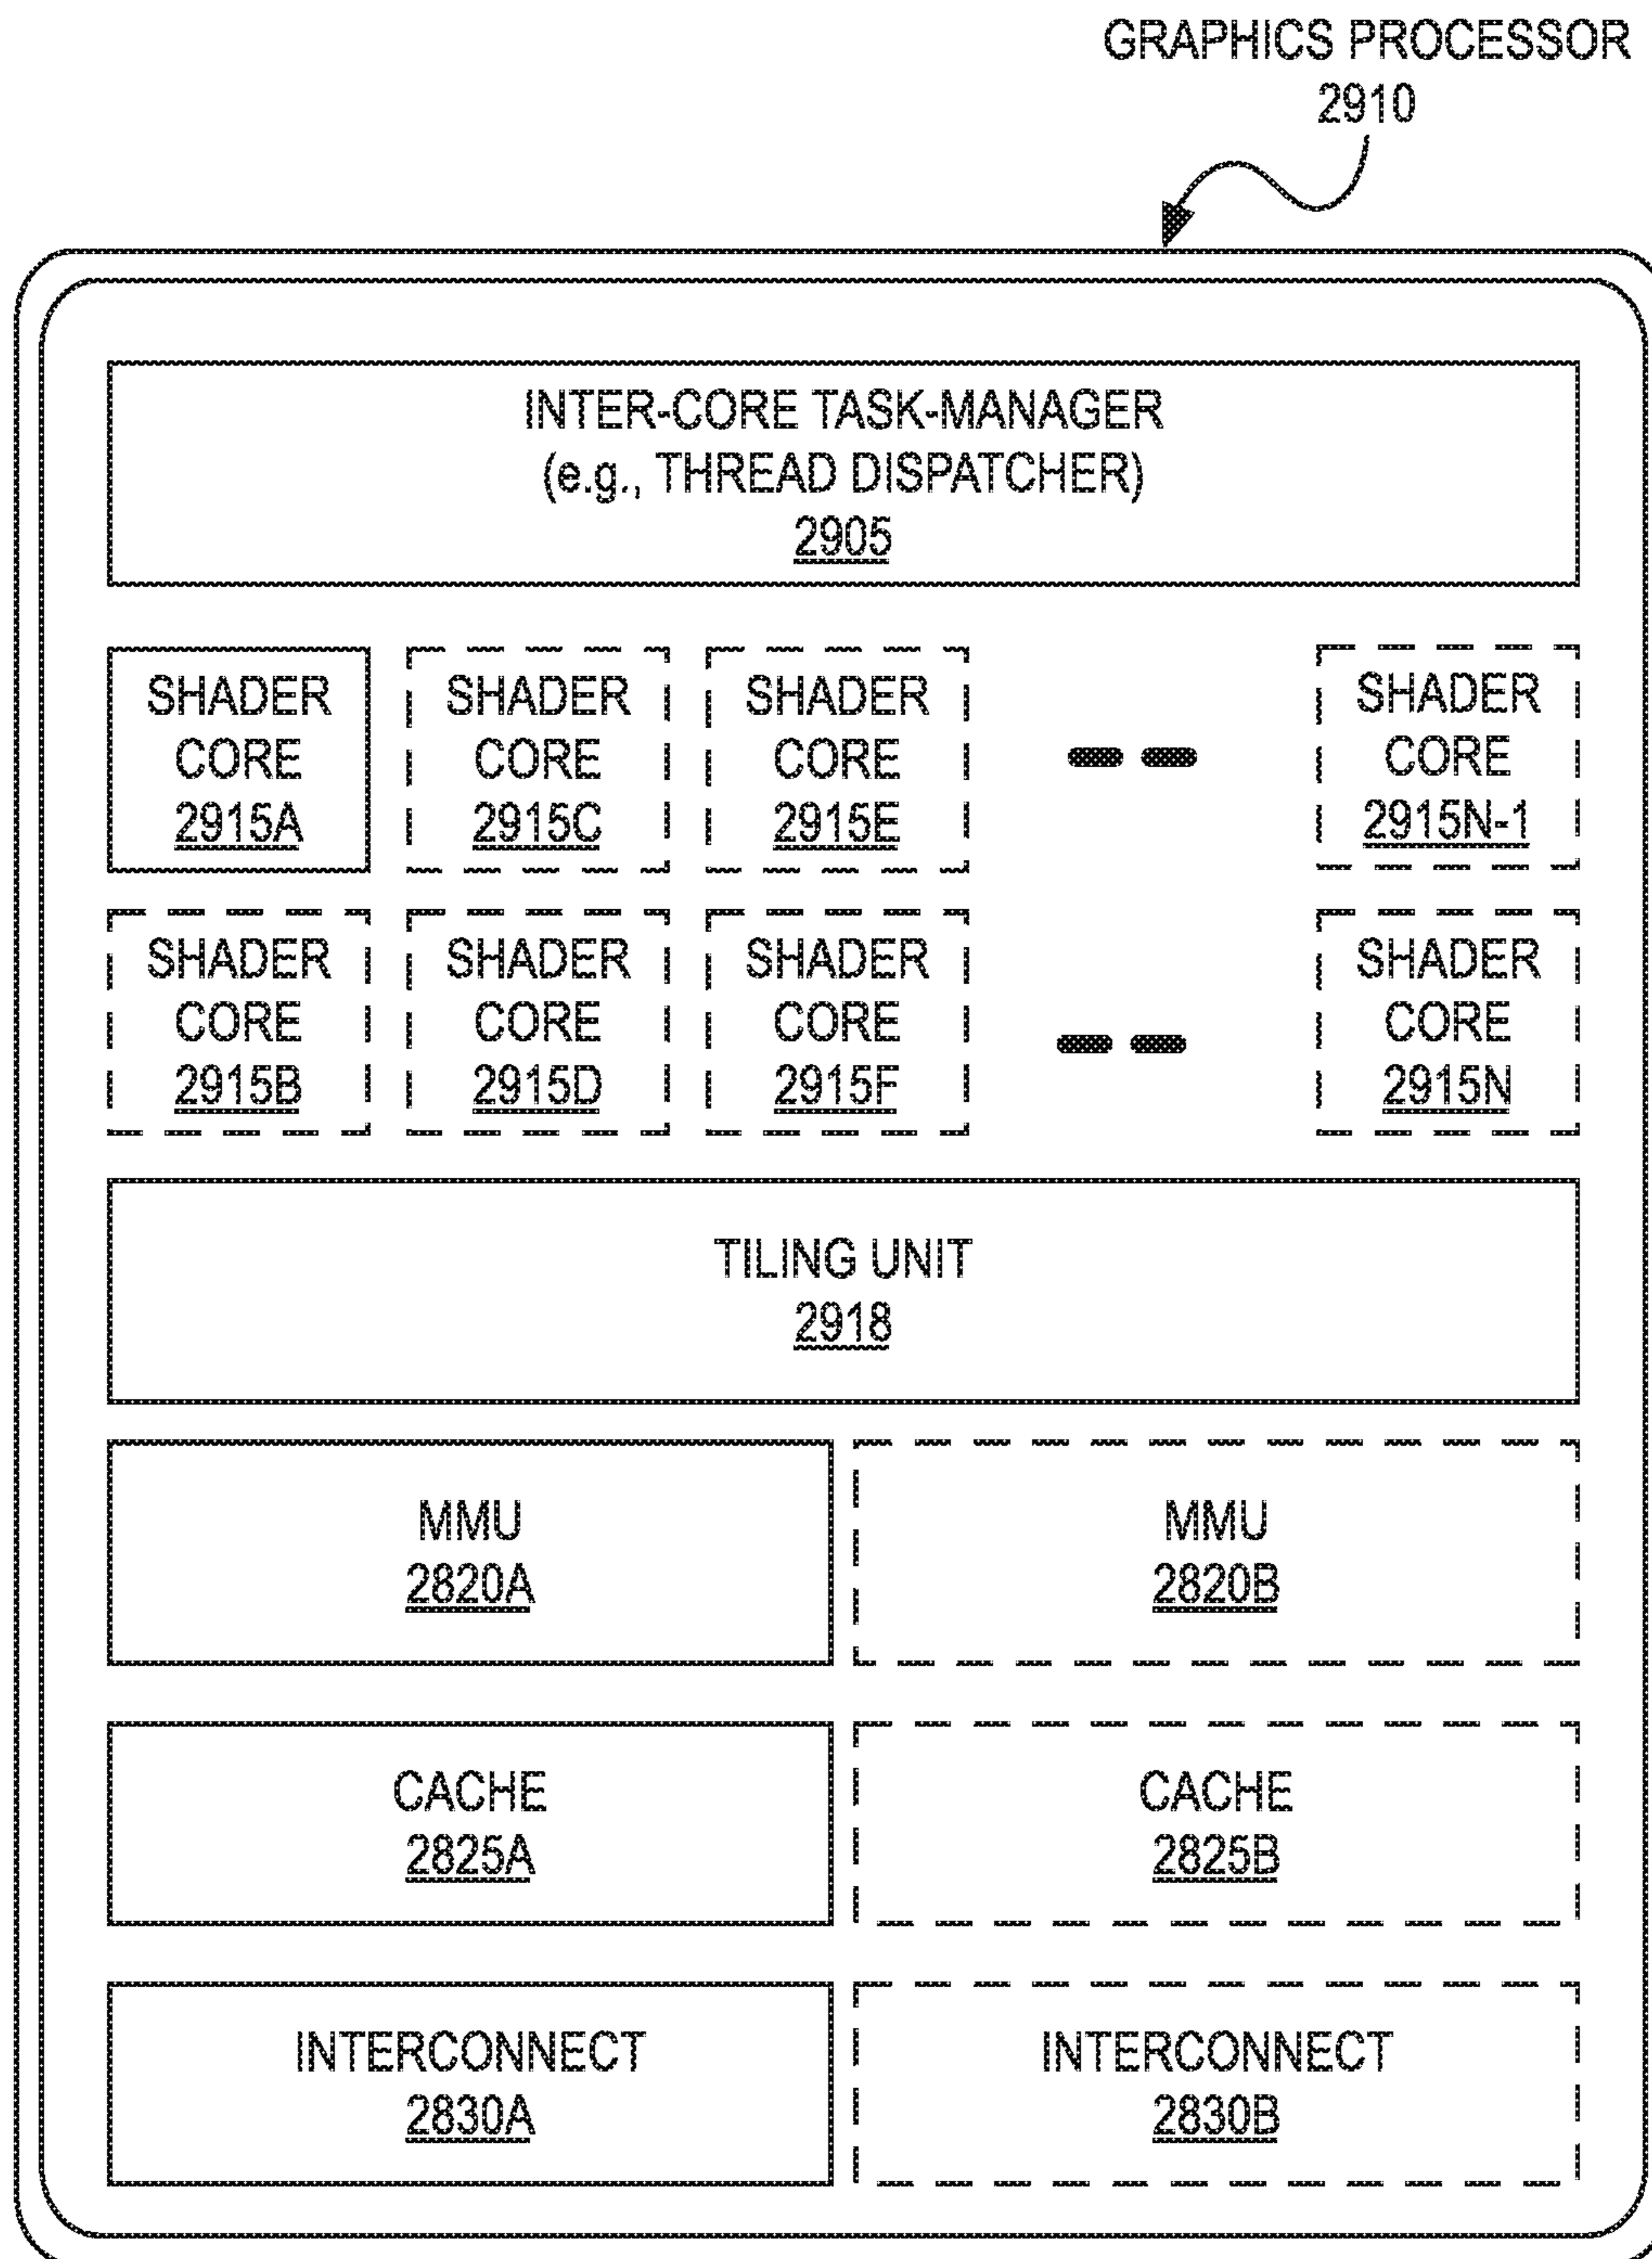 GRAPHICS PROCESSOR
2910
INTER-CORE TASK-MANAGER
(e.g., THREAD DISPATCHER)
2905
SHADER
CORE
2915A
SHADER
CORE
2915C
SHADER
CORE
2915E
SHADER
CORE
2915N-1
SHADER
CORE
2915B
SHADER
CORE
2915D
SHADER
CORE
2915F
SHADER
CORE
2915N
TILING UNIT
2918
MMU
2820A
MMU
2820B
CACHE
2825A
CACHE
2825B
INTERCONNECT
2830A
INTERCONNECT
2830B